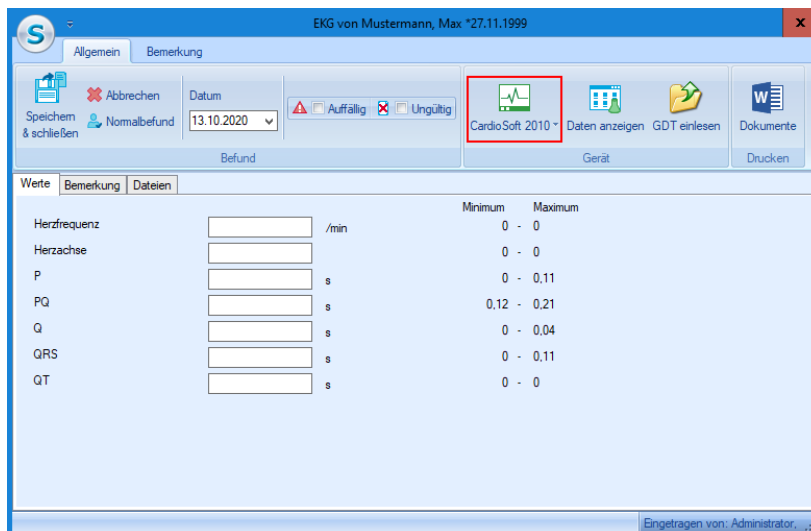 S
EKG von Mustermann, Max *27.11.1999
x
Allgemein Bemerkung
Speichern & schließen
Abbrechen
Normalbefund
Datum
13.10.2020
Auffällig Ungültig
CardioSoft 2010 Daten anzeigen GDT einlesen
W
Dokumente
Befund Gerät Drucken
Werte Bemerkung Dateien
Minimum Maximum
Herzfrequenz /min 0 - 0
Herzachse 0 - 0
P s 0 - 0,11
PQ s 0,12 - 0,21
Q s 0 - 0,04
QRS s 0 - 0,11
QT s 0 - 0
Eingetragen von: Administrator,